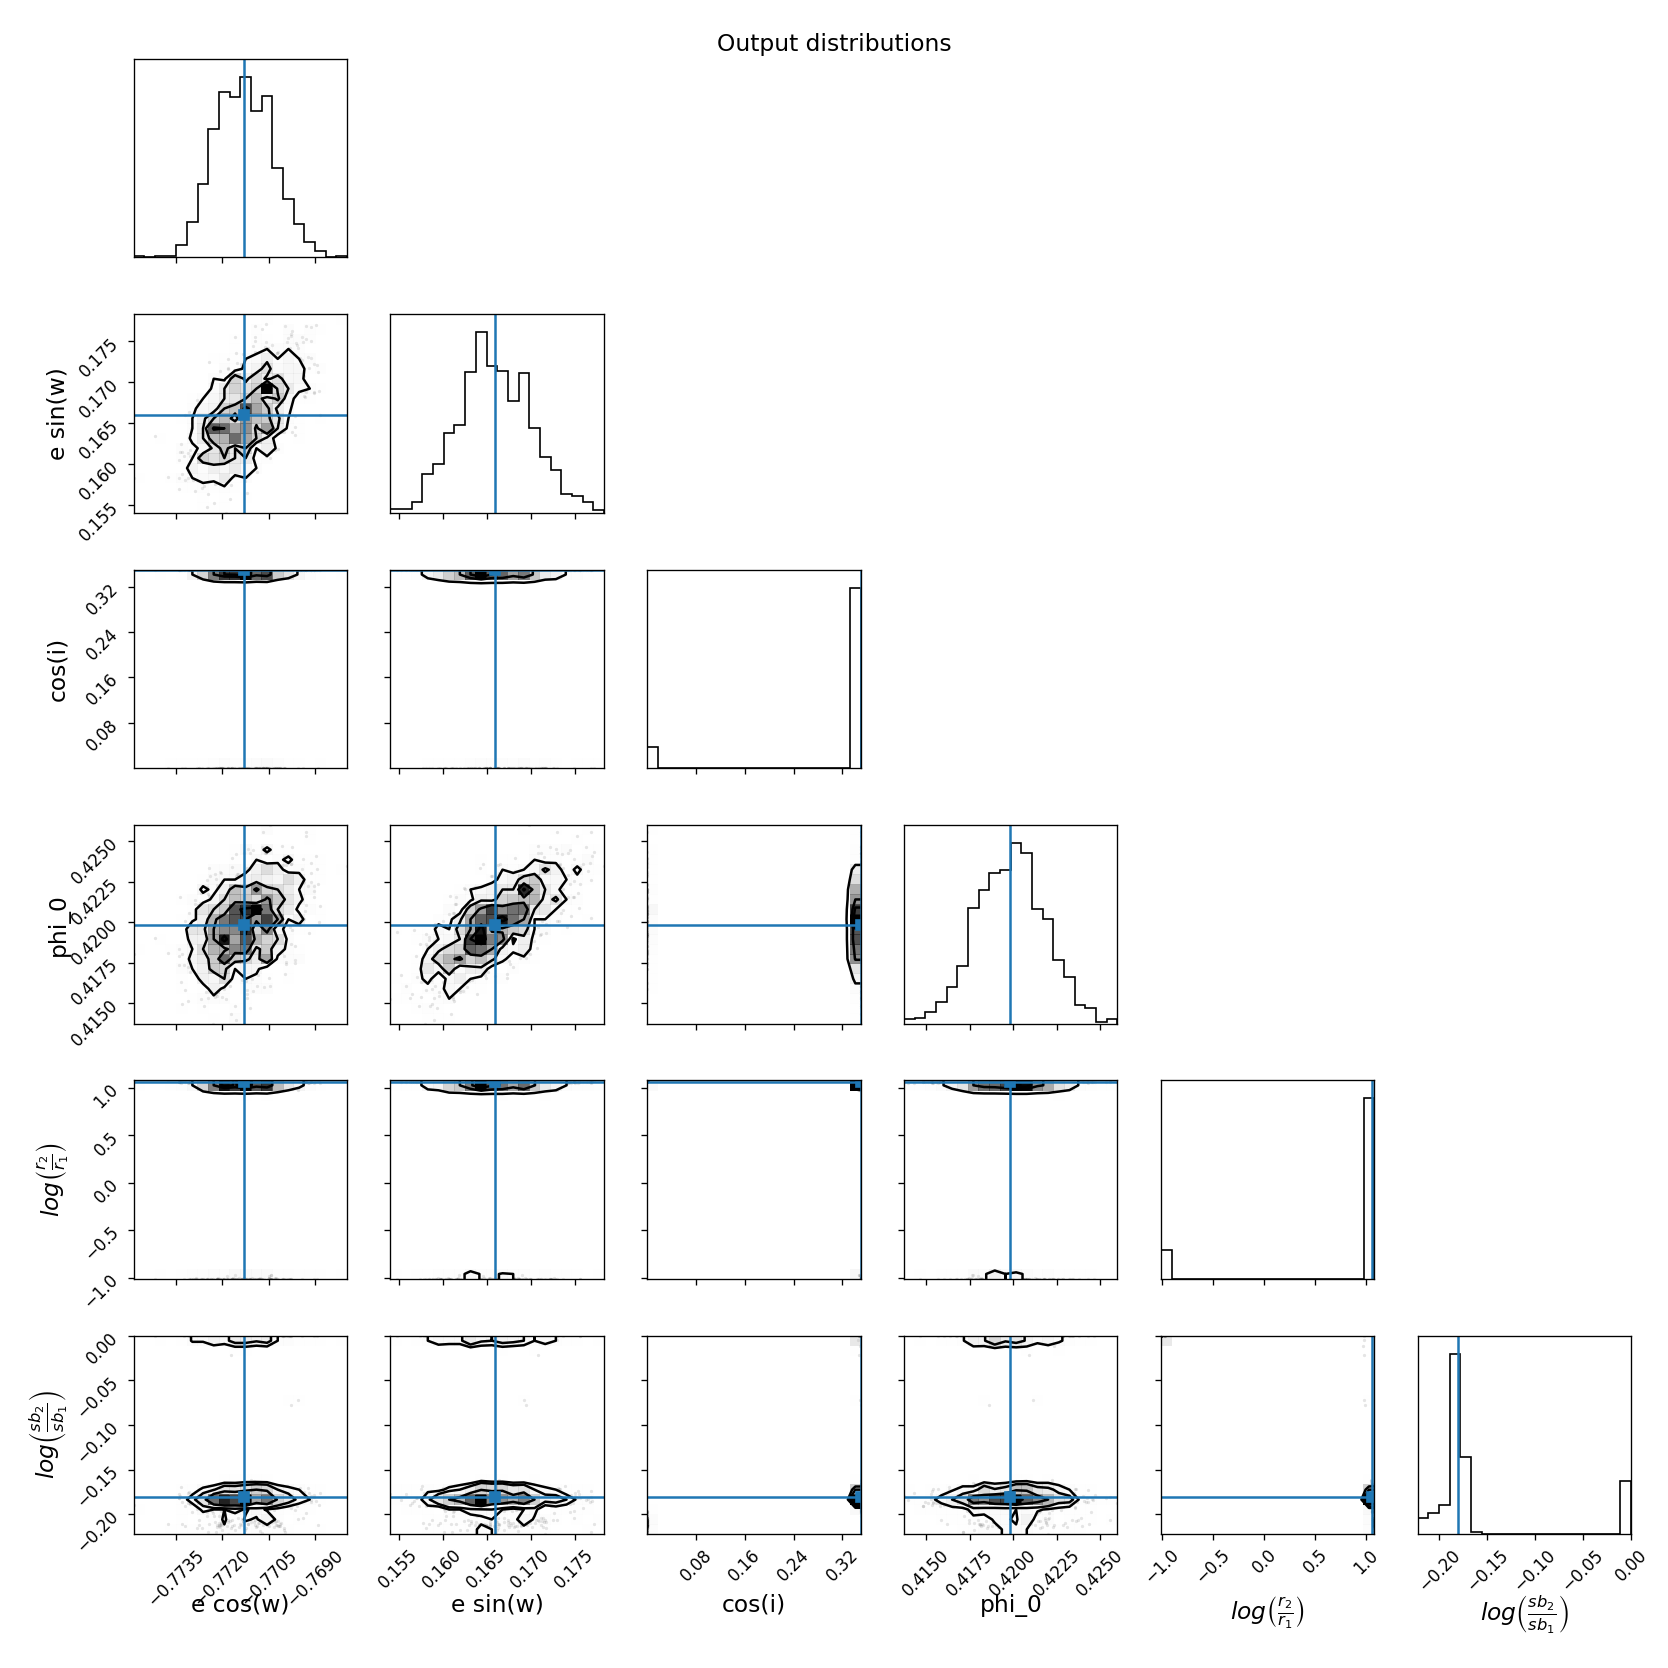 Output distributions
e sin(w)
0.175
0.170
0.165
0.160
0.155
cos(i)
0.32
0.24
0.16
0.08
phi_0
0.4250
0.4225
0.4200
0.4175
0.4150
log(r2/r1)
1.0
0.5
0.0
−0.5
−1.0
log(sb2/sb1)
0.00
−0.05
−0.10
−0.15
−0.20
−0.7735 −0.7720 −0.7705 −0.7690
0.155 0.160 0.165 0.170 0.175
0.08 0.16 0.24 0.32
0.4150 0.4175 0.4200 0.4225 0.4250
−1.0 −0.5 0.0 0.5 1.0
−0.20 −0.15 −0.10 −0.05 0.00
e cos(w) e sin(w) cos(i) phi_0 log(r2/r1) log(sb2/sb1)